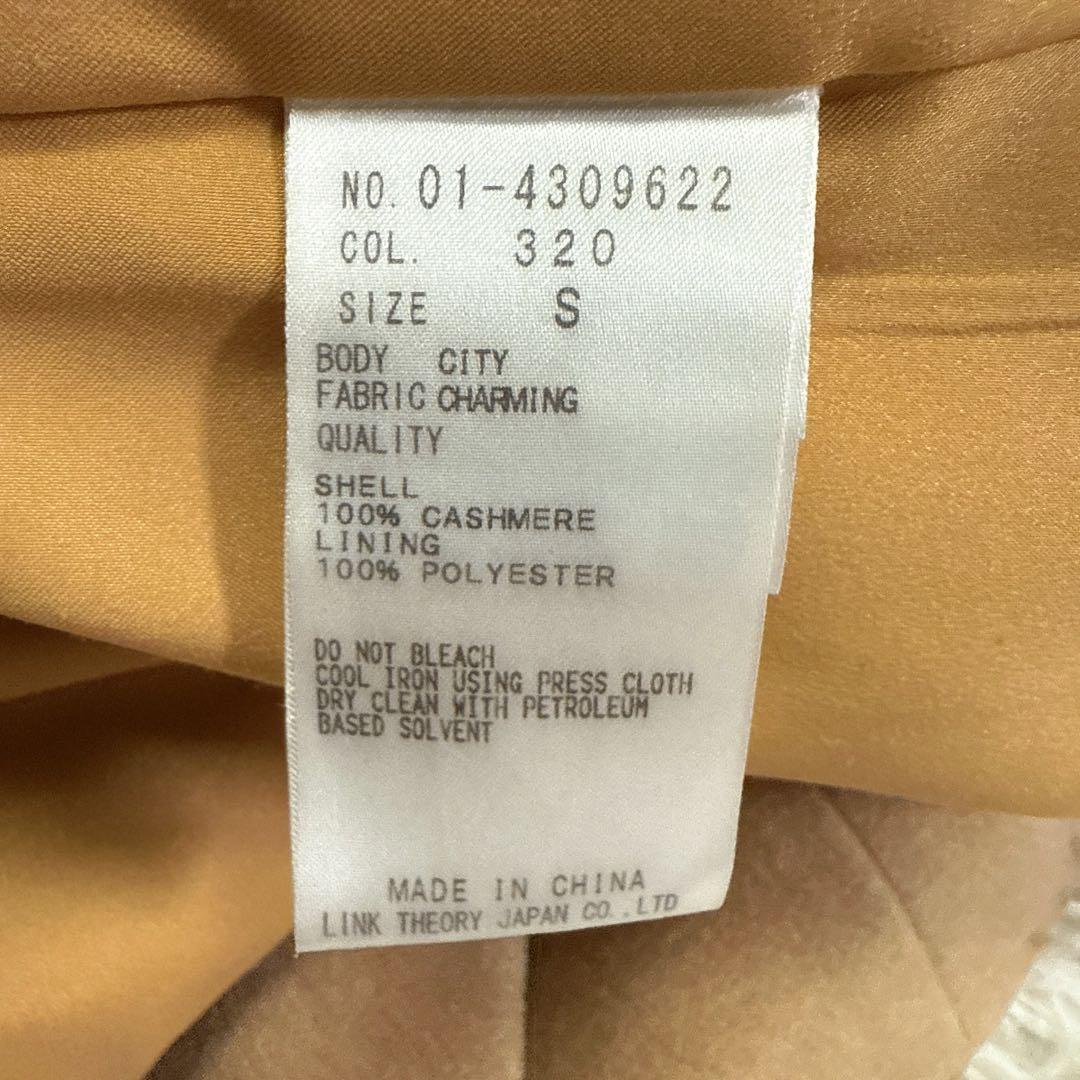 NO. 01-4309622
COL. 320
SIZE S
BODY CITY
FABRIC CHARMING
QUALITY
SHELL
100% CASHMERE
LINING
100% POLYESTER
DO NOT BLEACH
COOL IRON USING PRESS CLOTH
DRY CLEAN WITH PETROLEUM
BASED SOLVENT
MADE IN CHINA
LINK THEORY JAPAN CO.,LTD